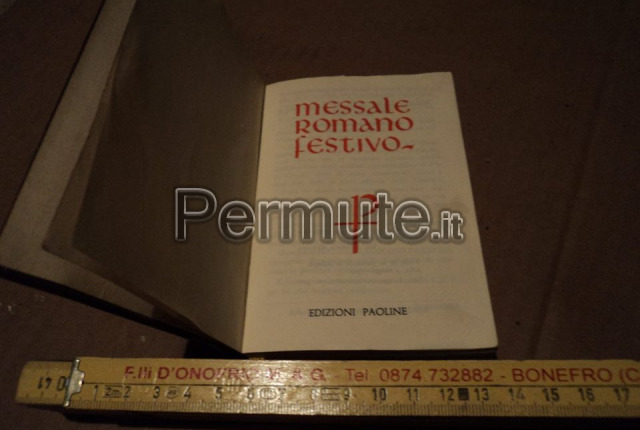 MESSALE
ROMANO
FESTIVO
Permute.it
EDIZIONI PAOLINE
Tel 0874.732882 - BONEFRO (C
1 2 3 4 5 6 7 8 9 10 11 12 13 14 15 16 17